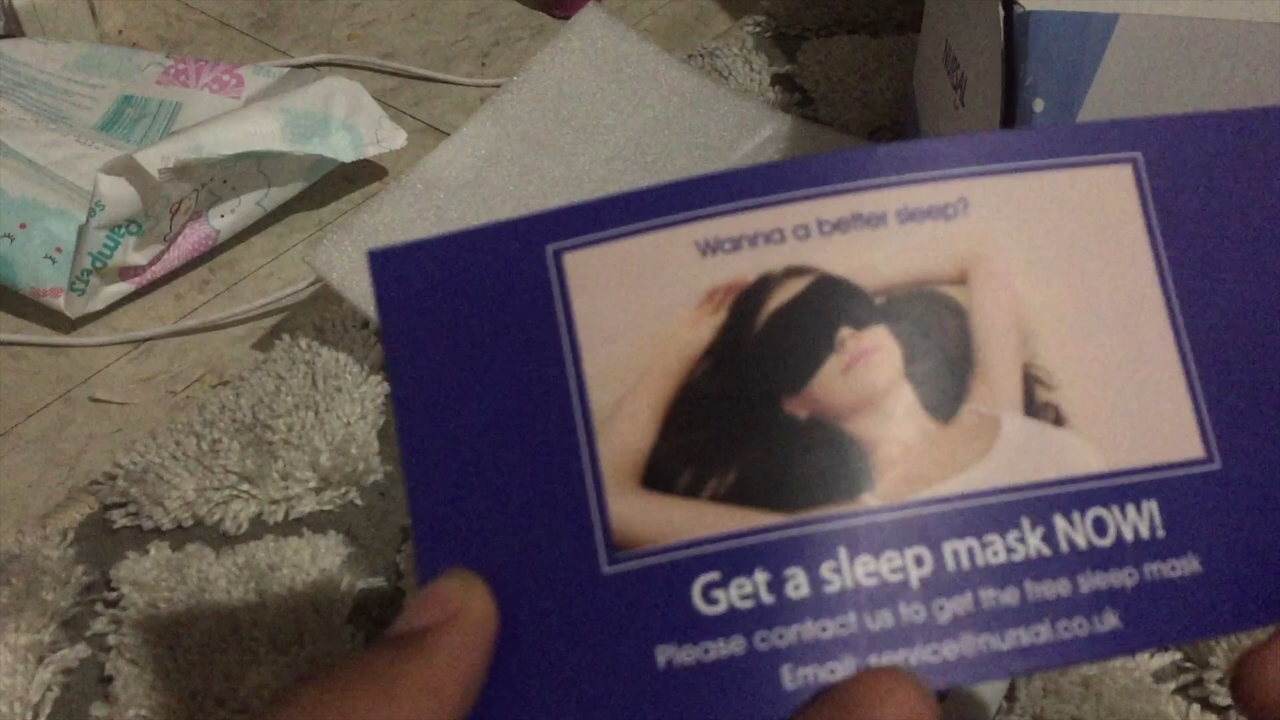 NURSAL
Pampers
Wanna a better sleep?
Get a sleep mask NOW!
Please contact us to get the free sleep mask
Email: service@nursal.co.uk